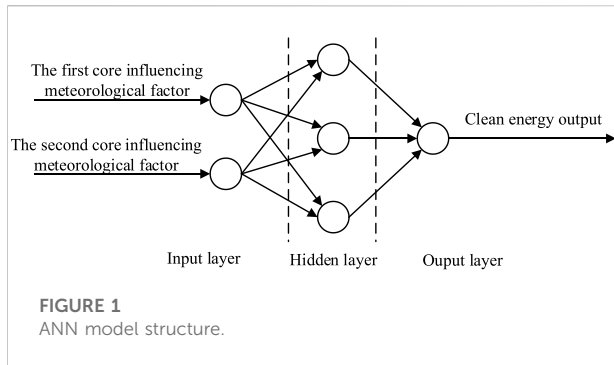 The first core influencing
meteorological factor
The second core influencing
meteorological factor
Clean energy output
Input layer
Hidden layer
Ouput layer
FIGURE 1
ANN model structure.